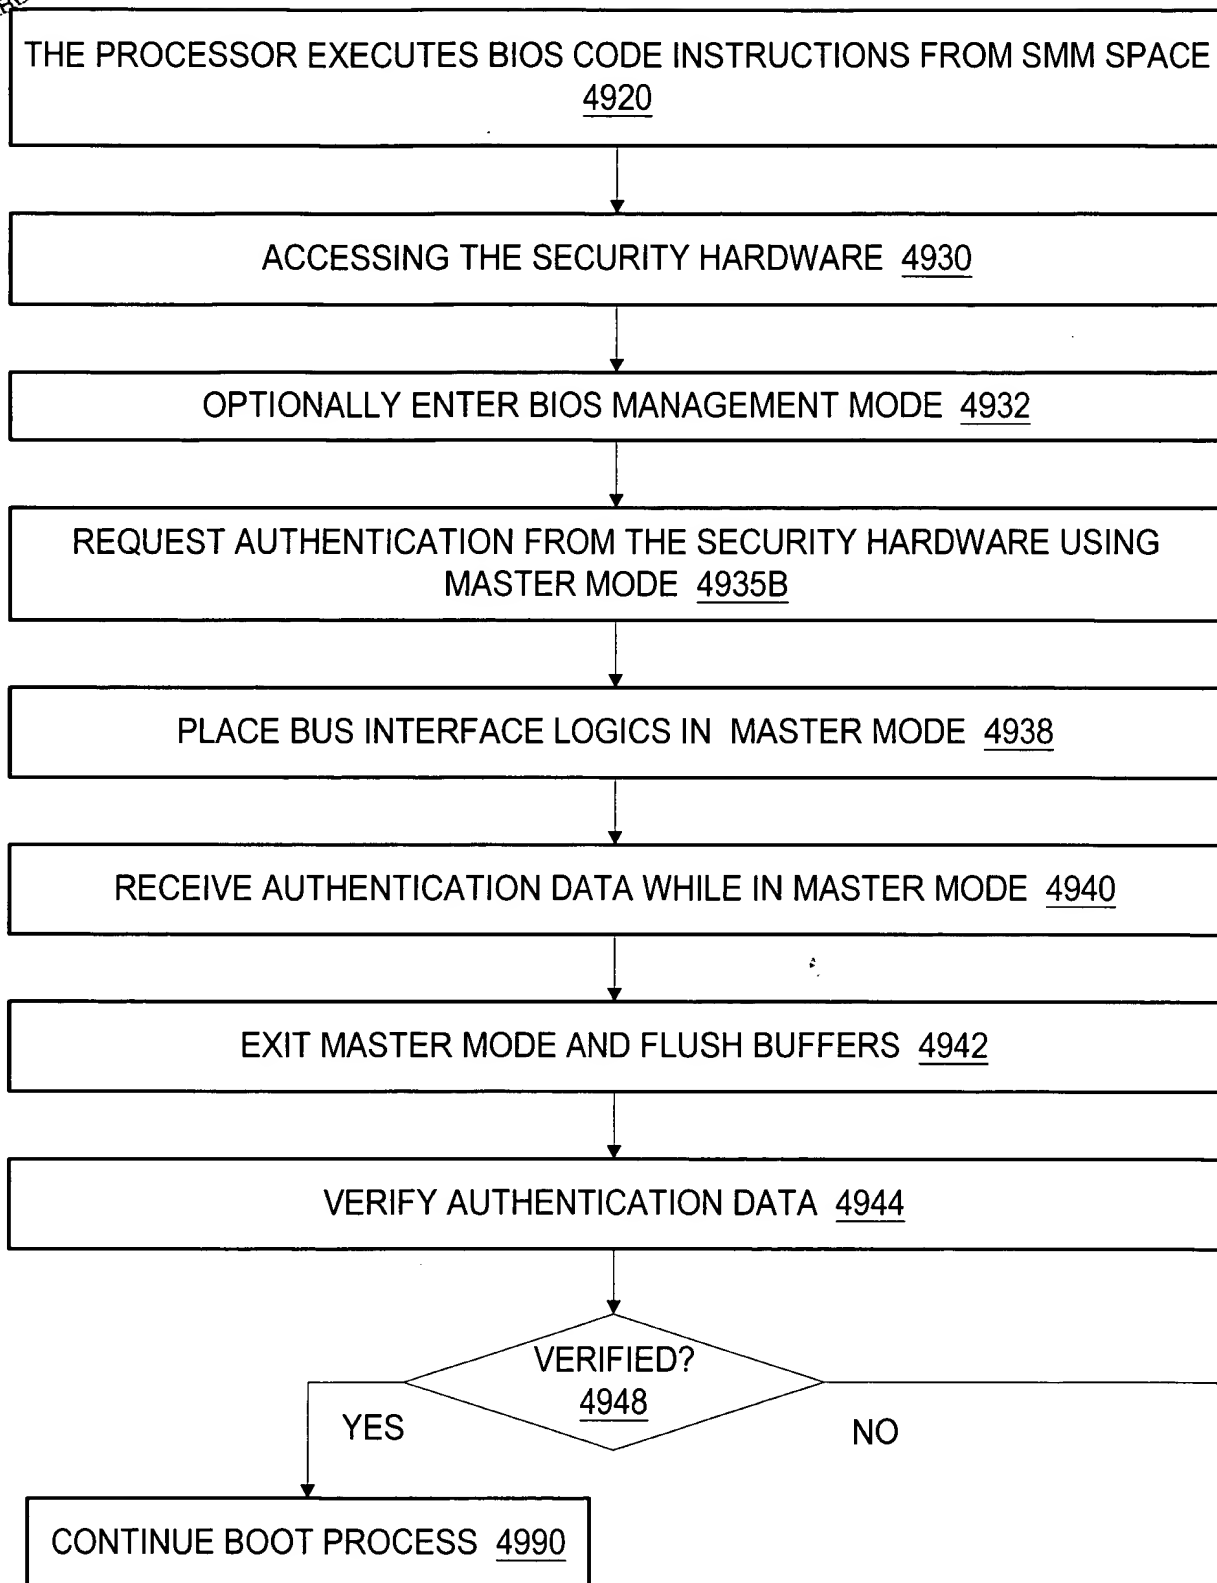 THE PROCESSOR EXECUTES BIOS CODE INSTRUCTIONS FROM SMM SPACE
4920
ACCESSING THE SECURITY HARDWARE 4930
OPTIONALLY ENTER BIOS MANAGEMENT MODE 4932
REQUEST AUTHENTICATION FROM THE SECURITY HARDWARE USING
MASTER MODE 4935B
PLACE BUS INTERFACE LOGICS IN MASTER MODE 4938
RECEIVE AUTHENTICATION DATA WHILE IN MASTER MODE 4940
EXIT MASTER MODE AND FLUSH BUFFERS 4942
VERIFY AUTHENTICATION DATA 4944
VERIFIED?
4948
YES
NO
CONTINUE BOOT PROCESS 4990